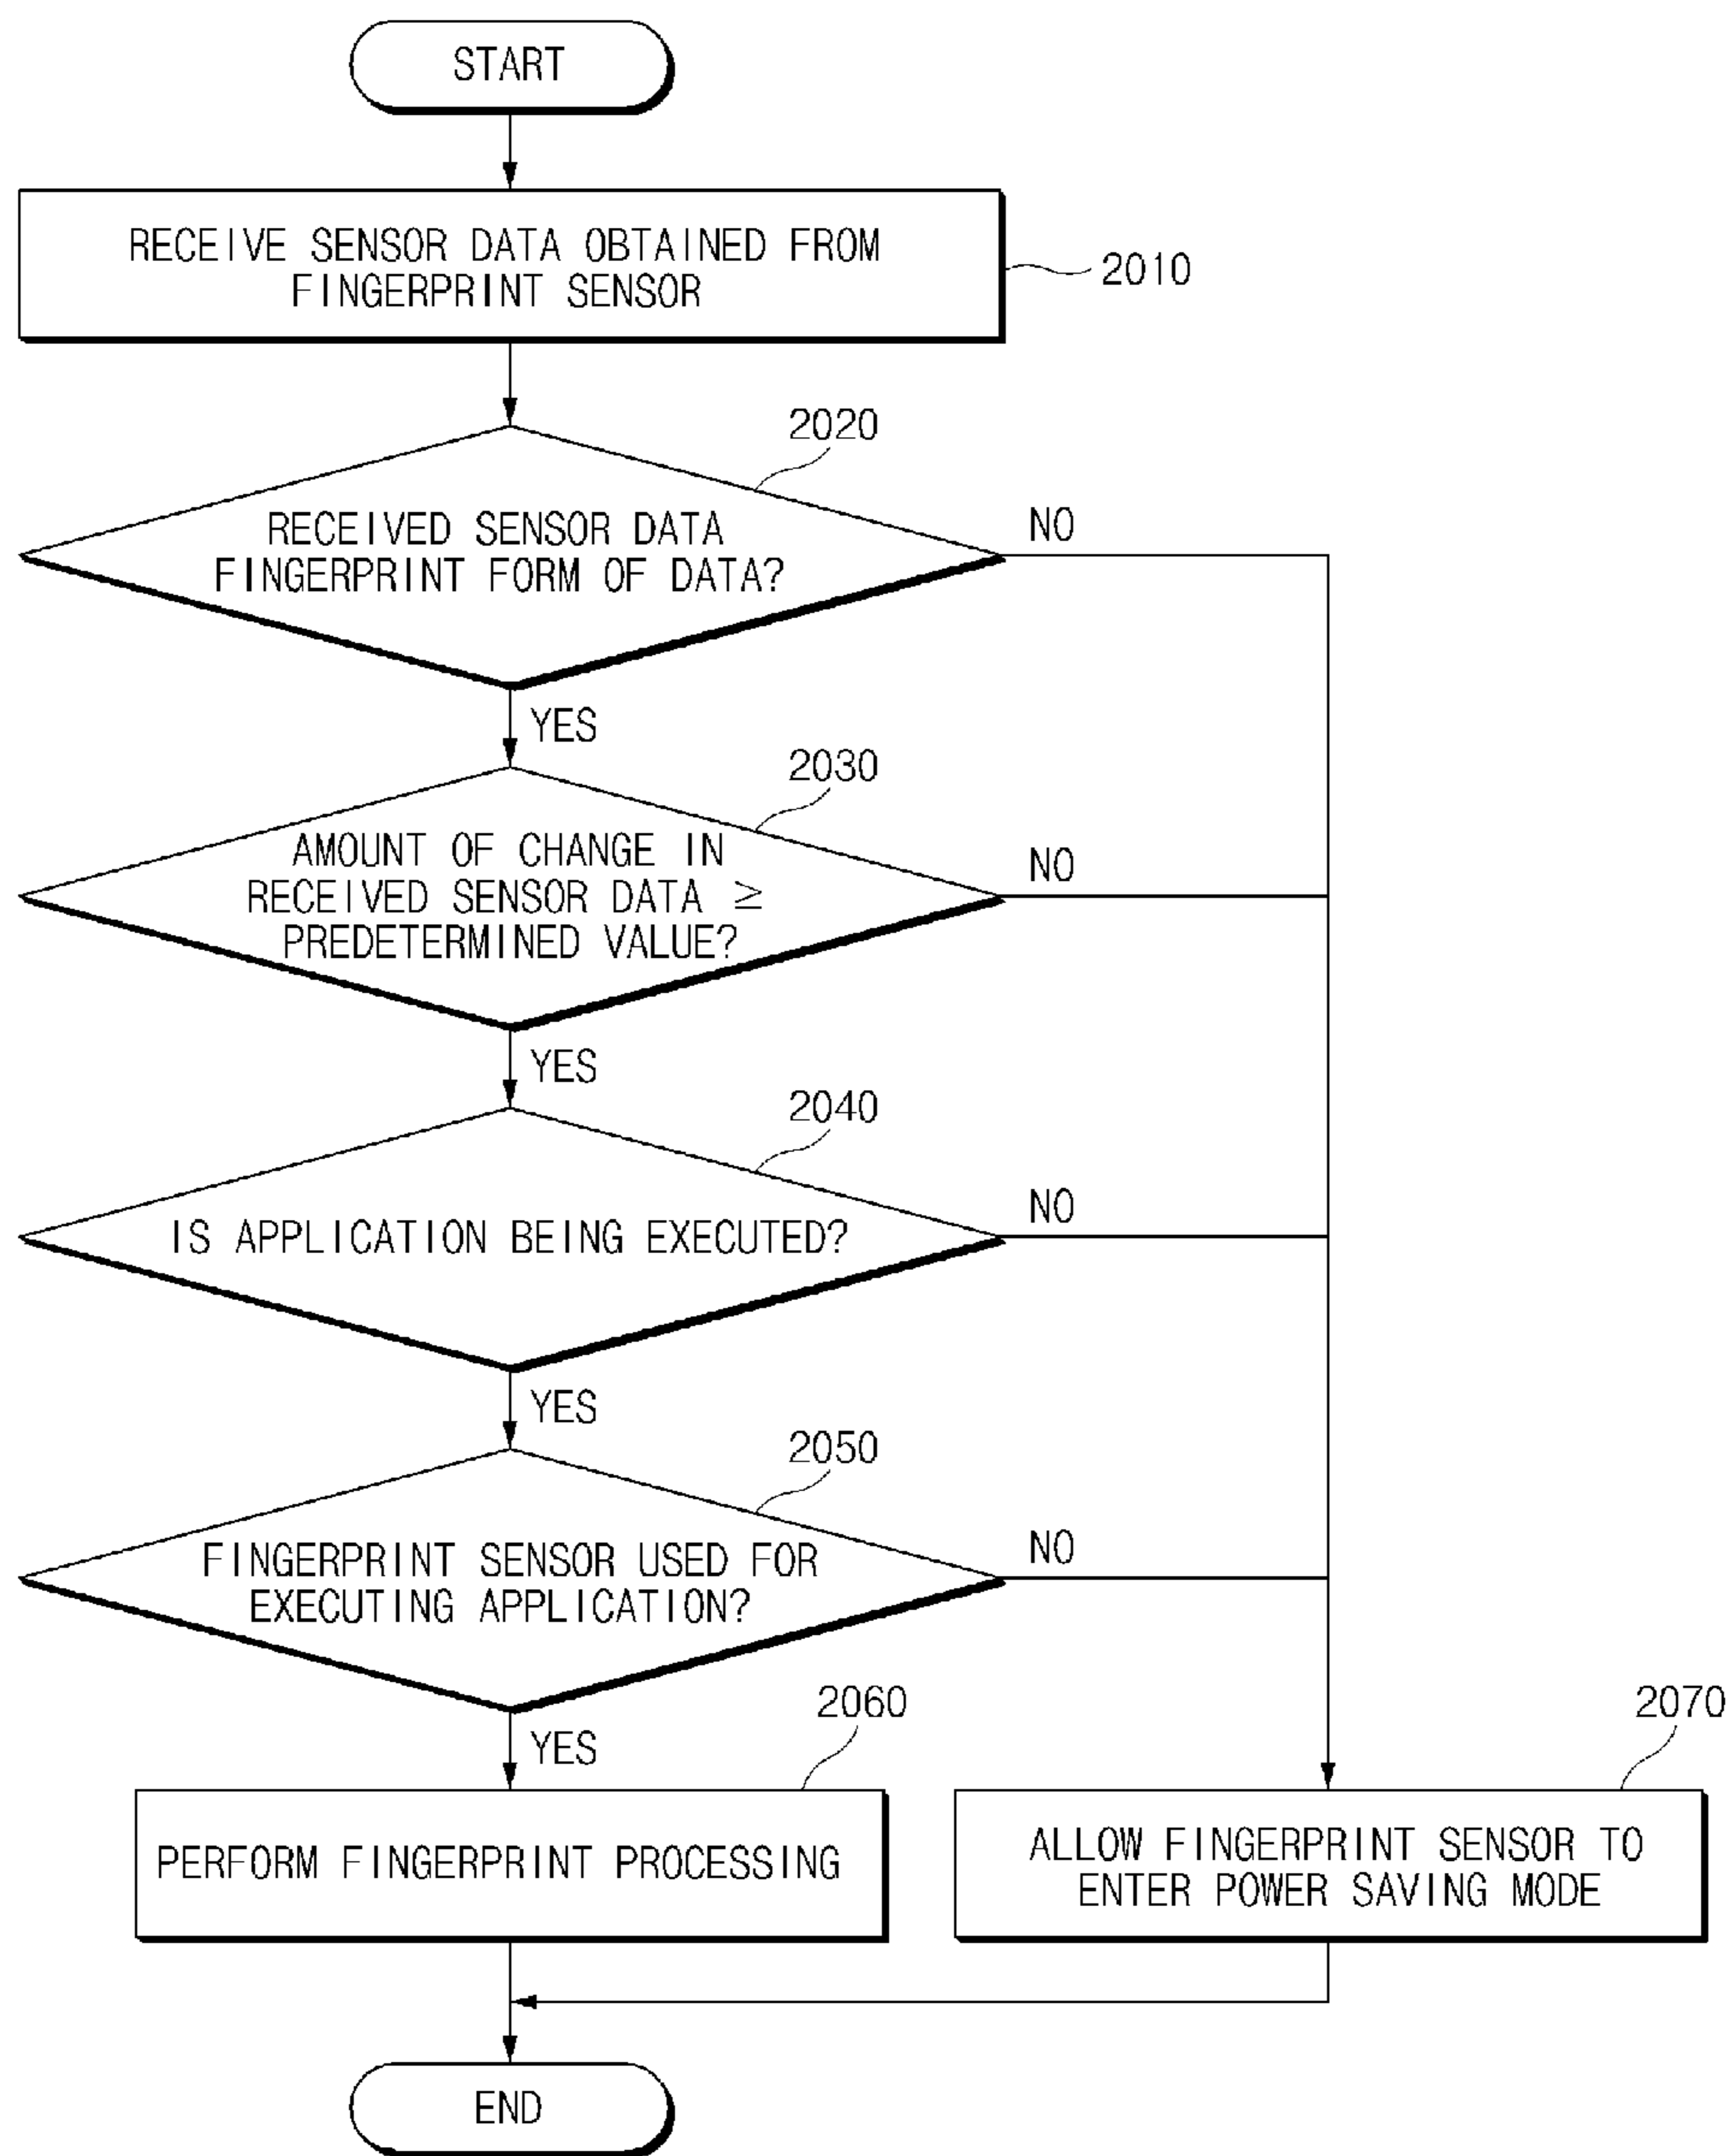 START
RECEIVE SENSOR DATA OBTAINED FROM
FINGERPRINT SENSOR
2010
2020
RECEIVED SENSOR DATA
FINGERPRINT FORM OF DATA?
NO
YES
2030
AMOUNT OF CHANGE IN
RECEIVED SENSOR DATA ≥
PREDETERMINED VALUE?
NO
YES
2040
IS APPLICATION BEING EXECUTED?
NO
YES
2050
FINGERPRINT SENSOR USED FOR
EXECUTING APPLICATION?
NO
YES
2060
PERFORM FINGERPRINT PROCESSING
2070
ALLOW FINGERPRINT SENSOR TO
ENTER POWER SAVING MODE
END